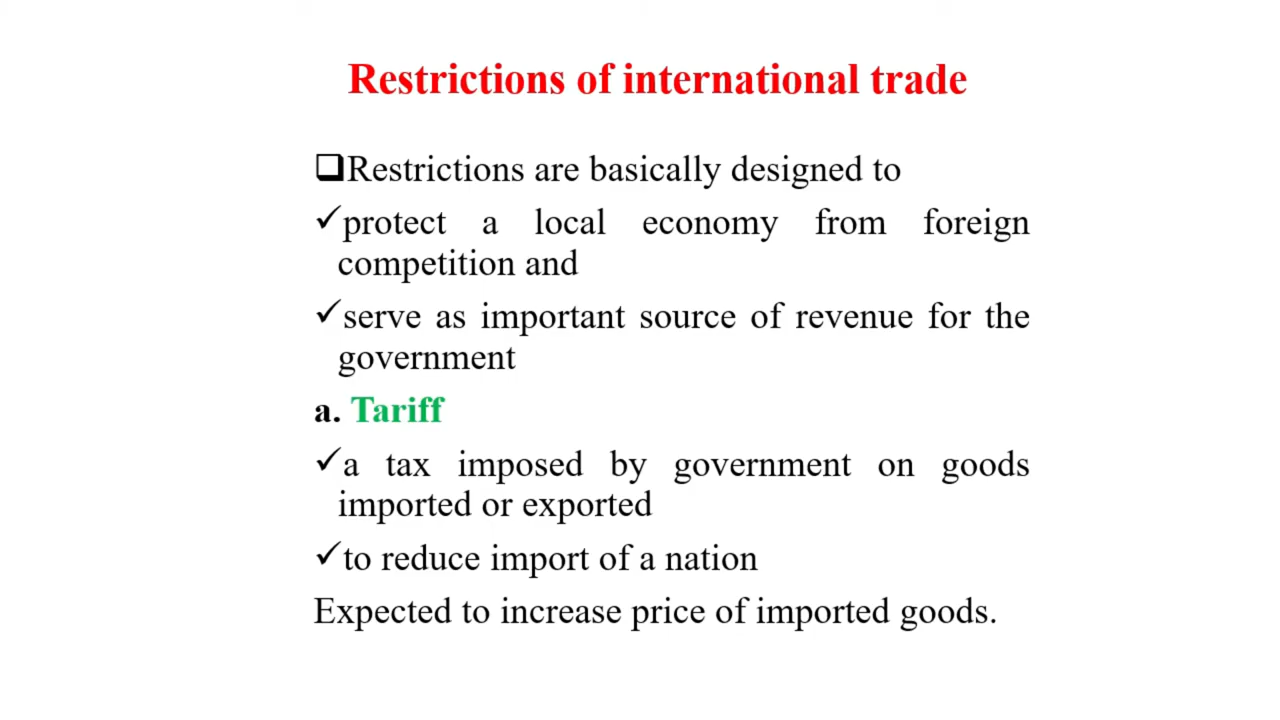 Restrictions of international trade
❑Restrictions are basically designed to
✓protect a local economy from foreign
competition and
✓serve as important source of revenue for the
government
a. Tariff
✓a tax imposed by government on goods
imported or exported
✓to reduce import of a nation
Expected to increase price of imported goods.